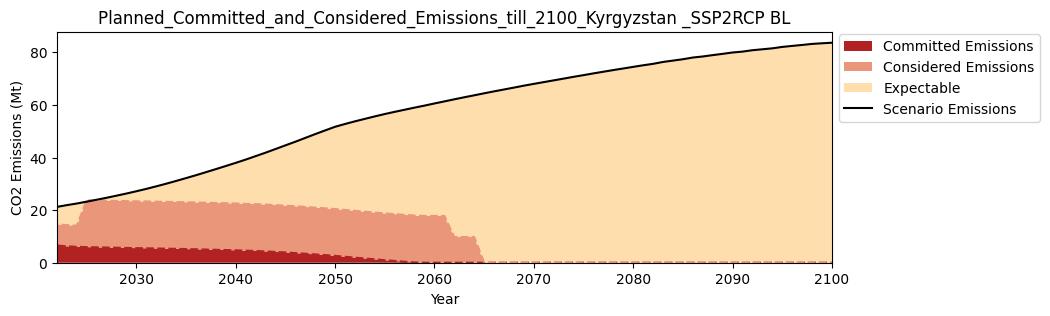 Planned_Committed_and_Considered_Emissions_till_2100_Kyrgyzstan _SSP2RCP BL
Committed Emissions
Considered Emissions
Expectable
Scenario Emissions
CO2 Emissions (Mt)
80
60
40
20
0
2030 2040 2050 2060 2070 2080 2090 2100
Year